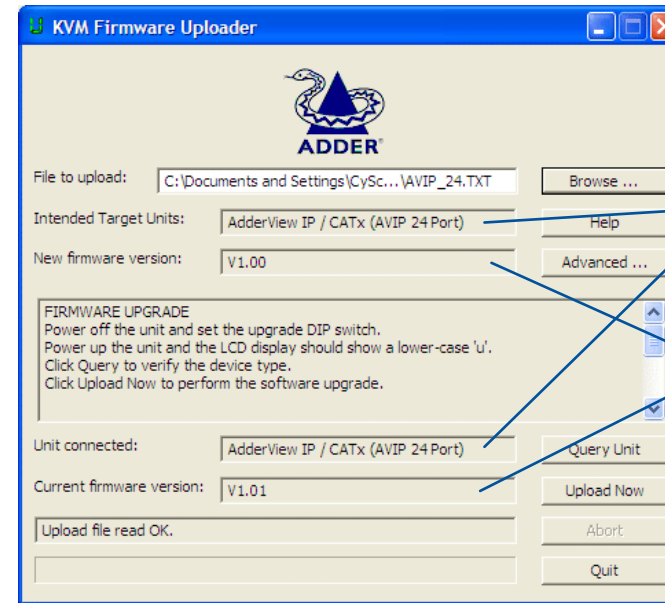 KVM Firmware Uploader
ADDER®
File to upload: C:\Documents and Settings\CySc...\AVIP_24.TXT Browse ...
Intended Target Units: AdderView IP / CATx (AVIP 24 Port) Help
New firmware version: V1.00 Advanced ...
FIRMWARE UPGRADE
Power off the unit and set the upgrade DIP switch.
Power up the unit and the LCD display should show a lower-case 'u'.
Click Query to verify the device type.
Click Upload Now to perform the software upgrade.
Unit connected: AdderView IP / CATx (AVIP 24 Port) Query Unit
Current firmware version: V1.01 Upload Now
Upload file read OK. Abort
Quit